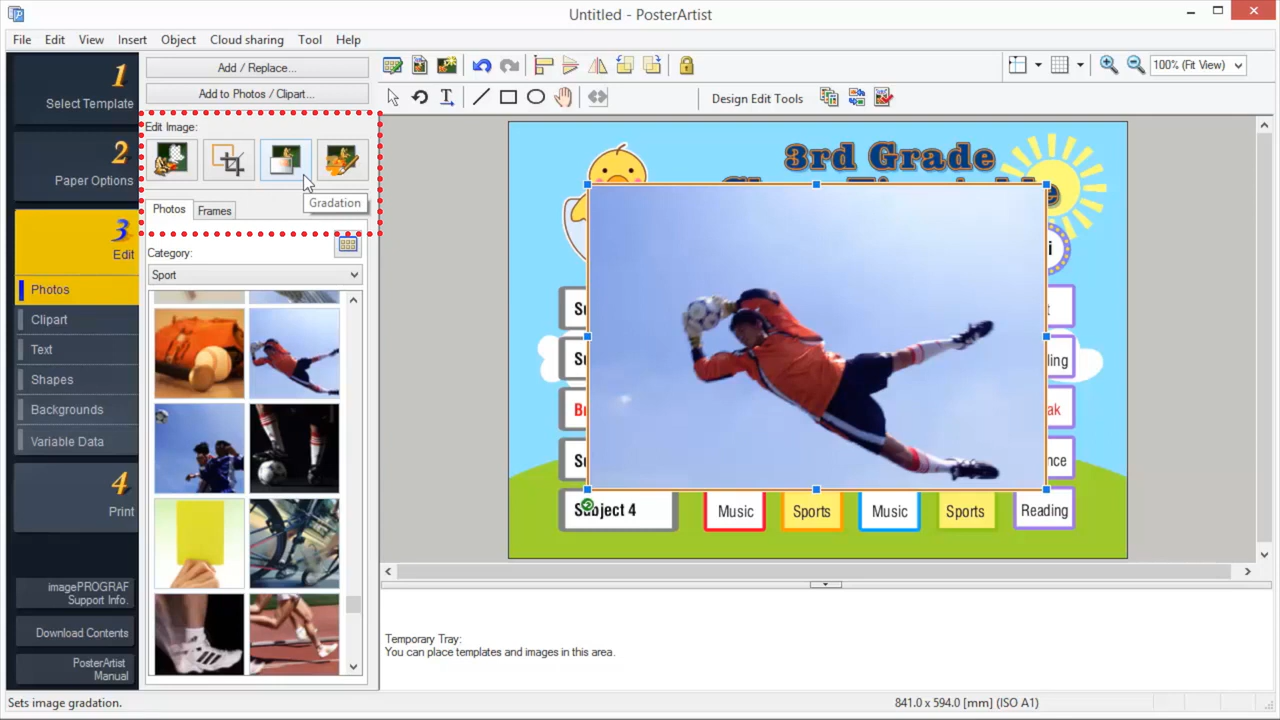 Untitled - PosterArtist
File Edit View Insert Object Cloud sharing Tool Help
1
Select Template
2
Paper Options
3
Edit
Photos
Clipart
Text
Shapes
Backgrounds
Variable Data
4
Print
imagePROGRAF
Support Info.
Download Contents
PosterArtist
Manual
Add / Replace...
Add to Photos / Clipart...
Edit Image:
Gradation
Photos Frames
Category:
Sport
100% (Fit View)
Design Edit Tools
3rd Grade
Subject 4 Music Sports Music Sports Reading
Temporary Tray:
You can place templates and images in this area.
Sets image gradation.
841.0 x 594.0 [mm] (ISO A1)